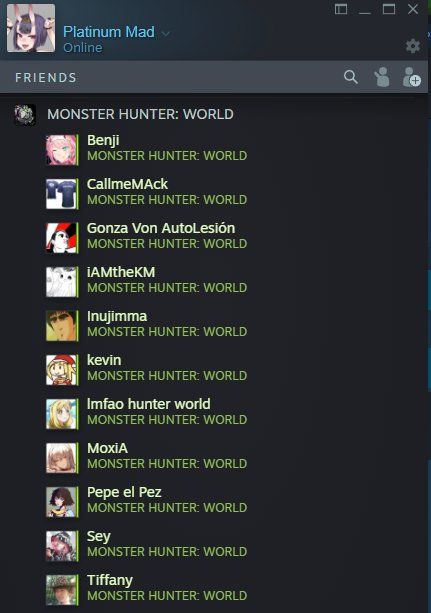 Platinum Mad
Online
FRIENDS
MONSTER HUNTER: WORLD
Benji
MONSTER HUNTER: WORLD
CallmeMAck
MONSTER HUNTER: WORLD
Gonza Von AutoLesión
MONSTER HUNTER: WORLD
iAMtheKM
MONSTER HUNTER: WORLD
Inujimma
MONSTER HUNTER: WORLD
kevin
MONSTER HUNTER: WORLD
lmfao hunter world
MONSTER HUNTER: WORLD
MoxiA
MONSTER HUNTER: WORLD
Pepe el Pez
MONSTER HUNTER: WORLD
Sey
MONSTER HUNTER: WORLD
Tiffany
MONSTER HUNTER: WORLD